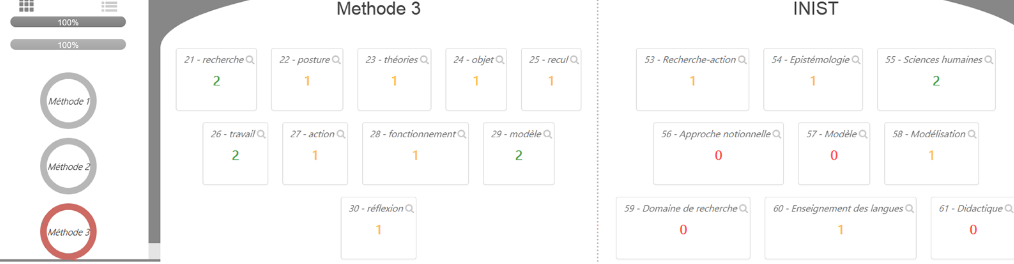 100%
100%
Méthode 1
Méthode 2
Méthode 3
Methode 3
21 - recherche
2
22 - posture
1
23 - théories
1
24 - objet
1
25 - recul
1
26 - travail
2
27 - action
1
28 - fonctionnement
1
29 - modèle
2
30 - réflexion
1
INIST
53 - Recherche-action
1
54 - Epistémologie
1
55 - Sciences humaines
2
56 - Approche notionnelle
0
57 - Modèle
0
58 - Modélisation
1
59 - Domaine de recherche
0
60 - Enseignement des langues
1
61 - Didactique
0